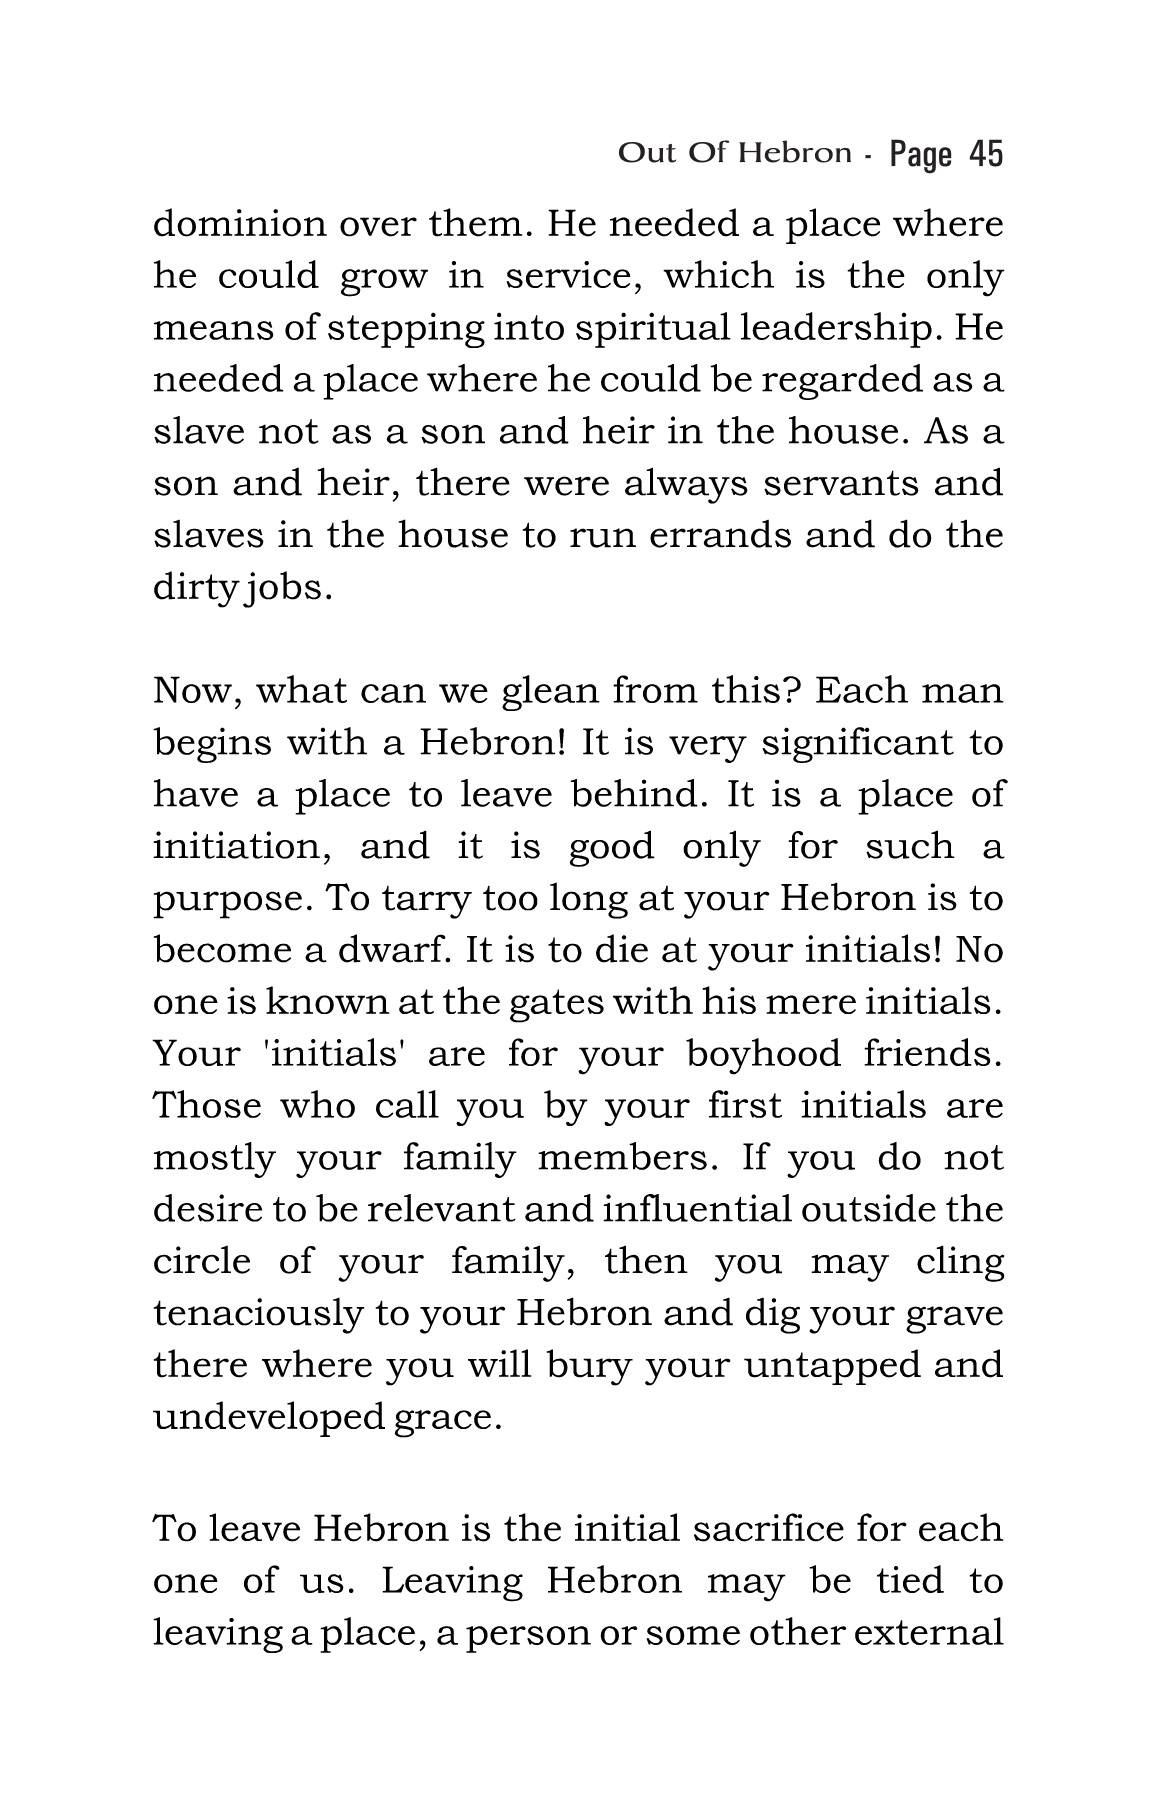 Out Of Hebron - Page 45
dominion over them. He needed a place where
he could grow in service, which is the only
means of stepping into spiritual leadership. He
needed a place where he could be regarded as a
slave not as a son and heir in the house. As a
son and heir, there were always servants and
slaves in the house to run errands and do the
dirty jobs.
Now, what can we glean from this? Each man
begins with a Hebron! It is very significant to
have a place to leave behind. It is a place of
initiation, and it is good only for such a
purpose. To tarry too long at your Hebron is to
become a dwarf. It is to die at your initials! No
one is known at the gates with his mere initials.
Your 'initials' are for your boyhood friends.
Those who call you by your first initials are
mostly your family members. If you do not
desire to be relevant and influential outside the
circle of your family, then you may cling
tenaciously to your Hebron and dig your grave
there where you will bury your untapped and
undeveloped grace.
To leave Hebron is the initial sacrifice for each
one of us. Leaving Hebron may be tied to
leaving a place, a person or some other external